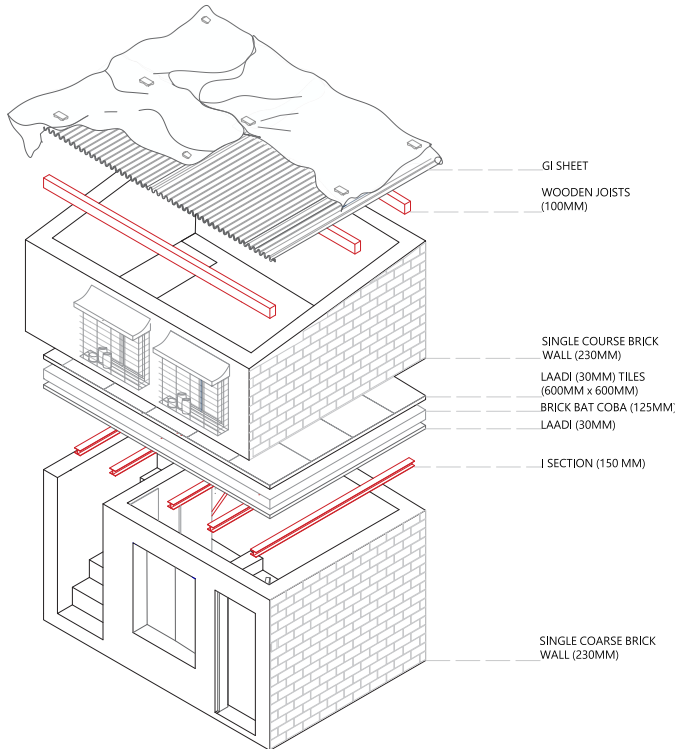 GI SHEET
WOODEN JOISTS
(100MM)
SINGLE COURSE BRICK
WALL (230MM)
LAADI (30MM) TILES
(600MM x 600MM)
BRICK BAT COBA (125MM)
LAADI (30MM)
I SECTION (150 MM)
SINGLE COARSE BRICK
WALL (230MM)